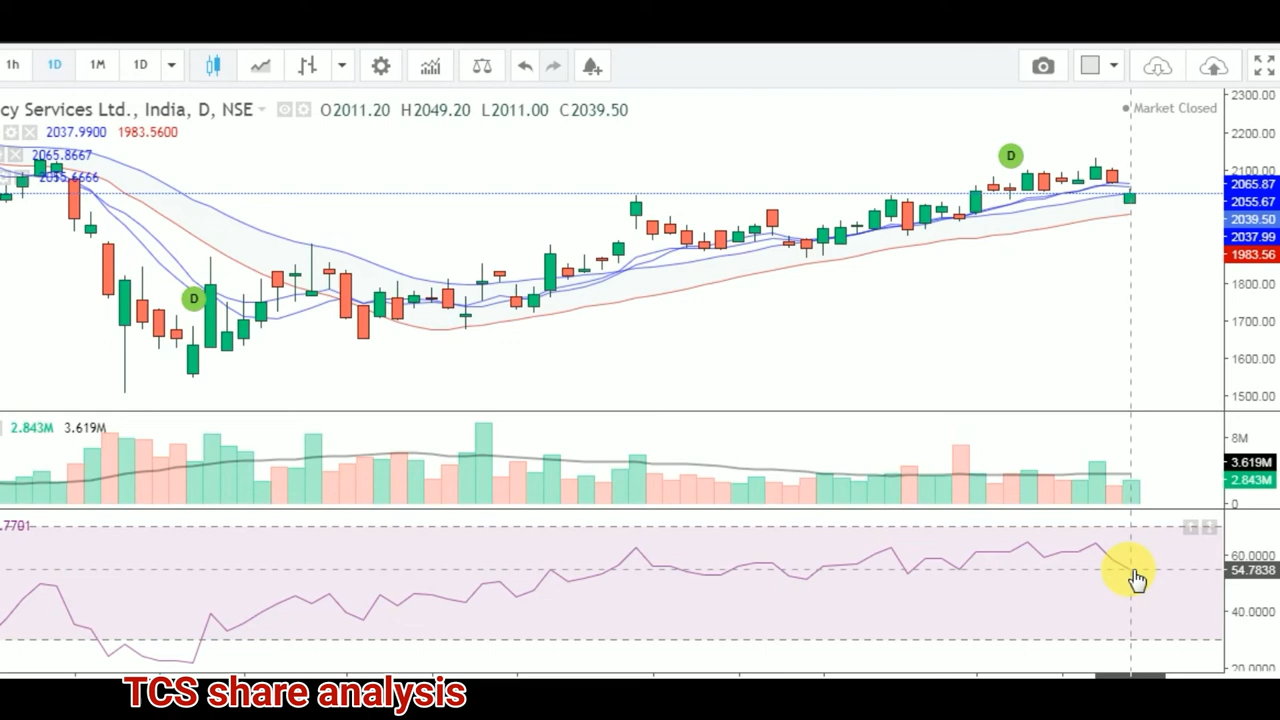 1h 1D 1M 1D
cy Services Ltd., India, D, NSE O2011.20 H2049.20 L2011.00 C2039.50
Market Closed
2037.9900 1983.5600
2065.8667
2055.6666
D
D
2300.00
2200.00
2100.00
2065.87
2055.67
2039.50
2037.99
1983.56
1800.00
1700.00
1600.00
1500.00
2.843M 3.619M
8M
3.619M
2.843M
0
.7701
60.0000
54.7838
40.0000
20.0000
TCS share analysis